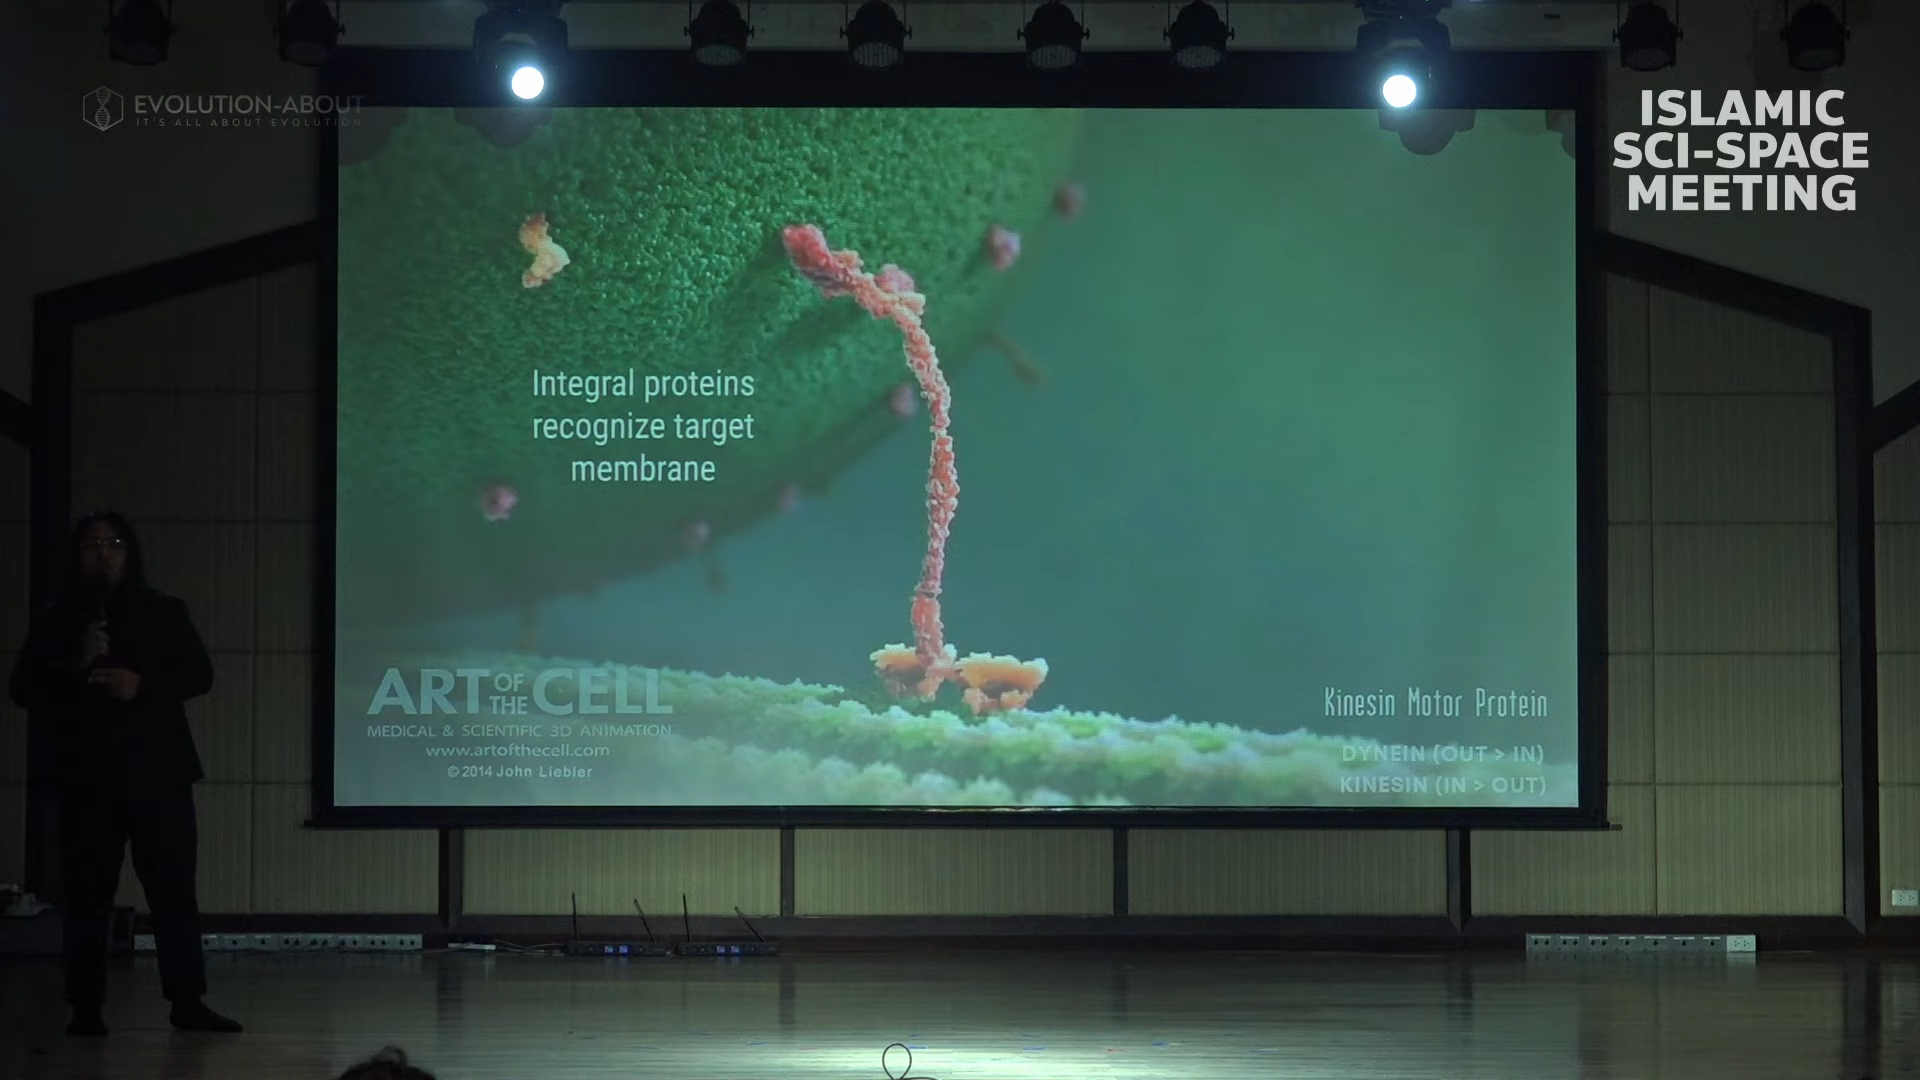 EVOLUTION-ABOUT
IT'S ALL ABOUT EVOLUTION
ISLAMIC
SCI-SPACE
MEETING
Integral proteins
recognize target
membrane
ART OF THE CELL
MEDICAL & SCIENTIFIC 3D ANIMATION
www.artofthecell.com
© 2014 John Liebler
Kinesin Motor Protein
DYNEIN (OUT > IN)
KINESIN (IN > OUT)